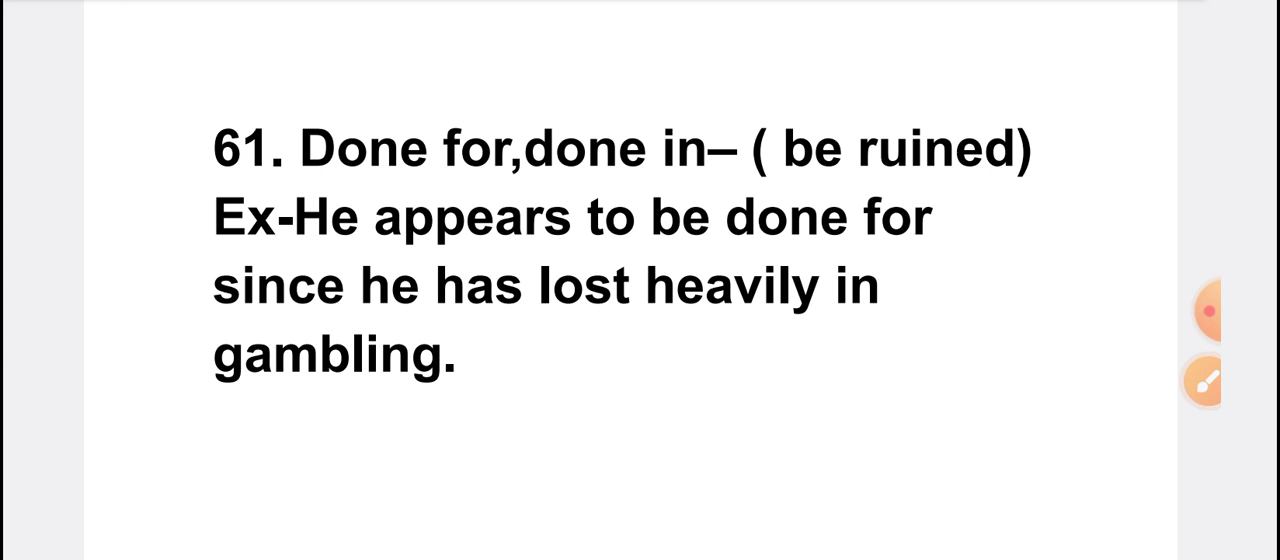 61. Done for,done in– ( be ruined)
Ex-He appears to be done for
since he has lost heavily in
gambling.